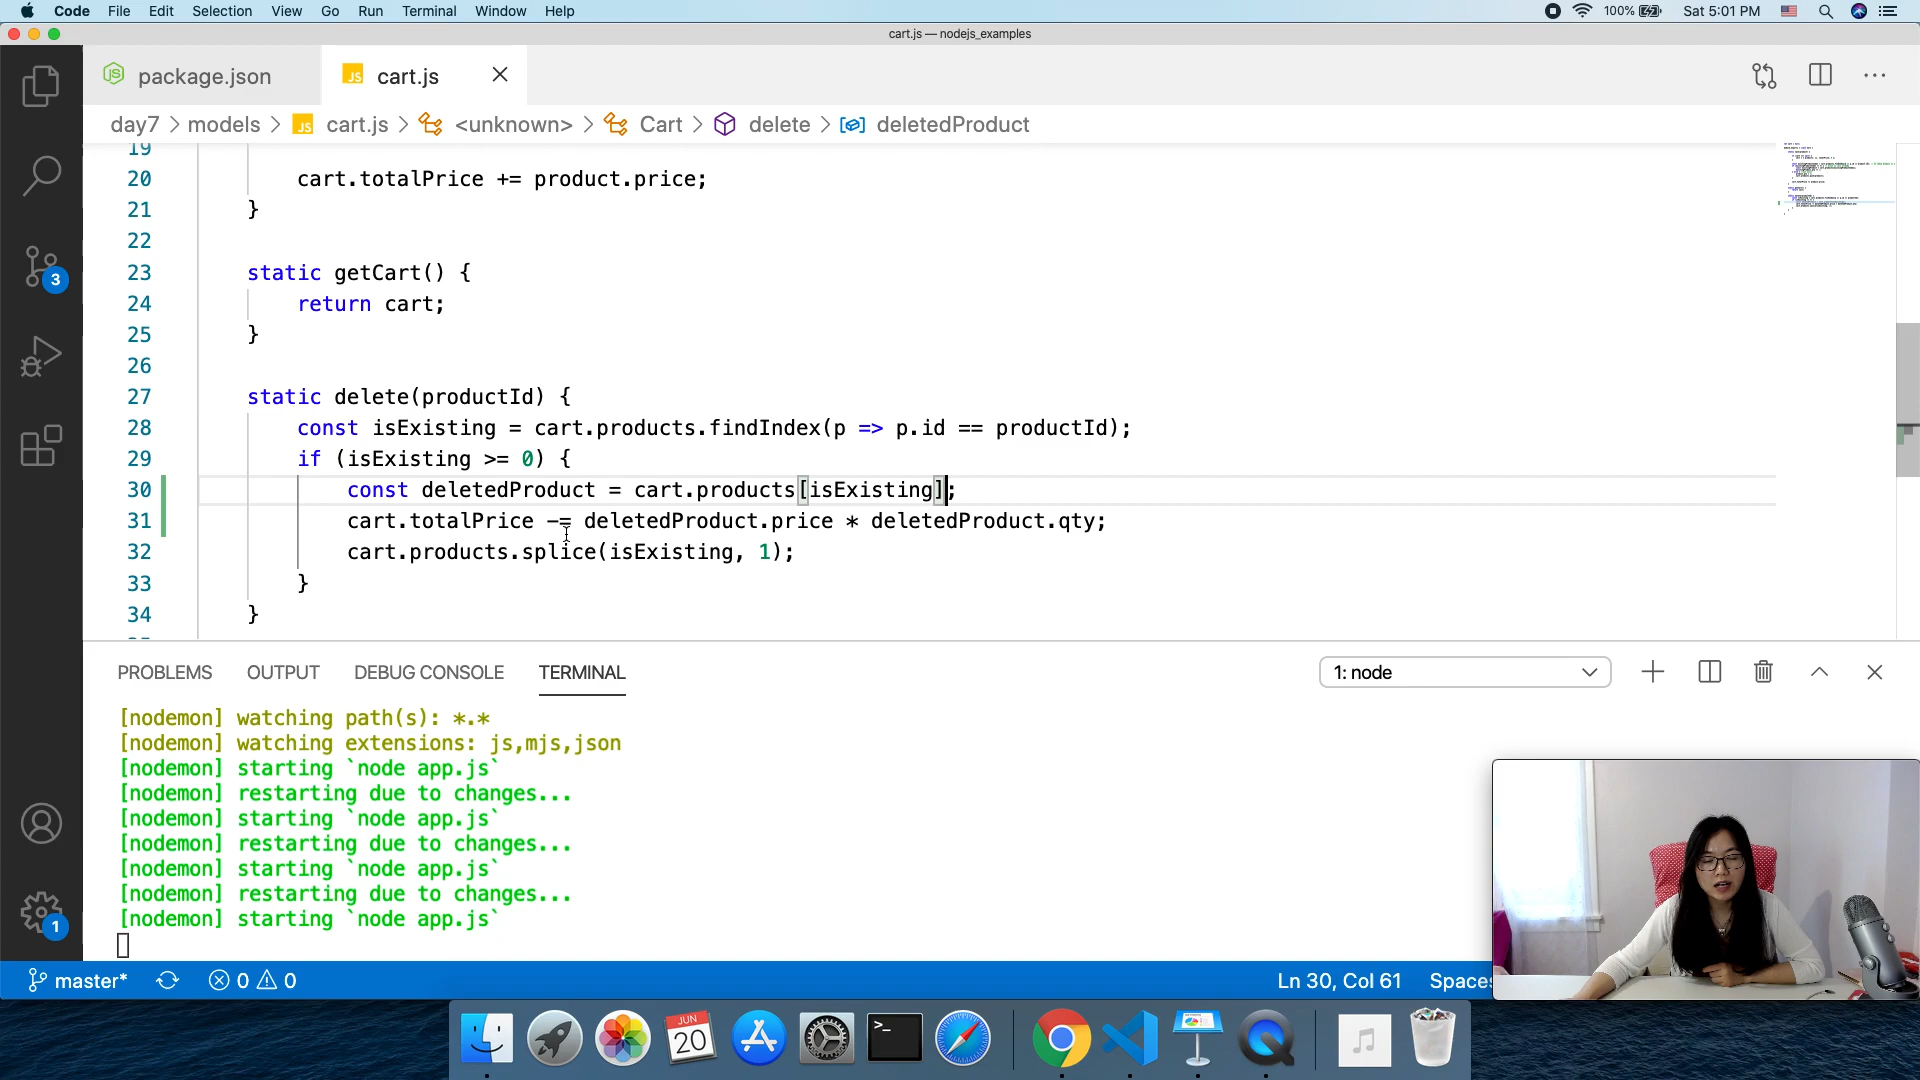 Code File Edit Selection View Go Run Terminal Window Help 100% Sat 5:01 PM
cart.js — nodejs_examples
package.json cart.js
day7 > models > cart.js > <unknown> > Cart > delete > deletedProduct
19
20 cart.totalPrice += product.price;
21 }
22
23 static getCart() {
24 return cart;
25 }
26
27 static delete(productId) {
28 const isExisting = cart.products.findIndex(p => p.id == productId);
29 if (isExisting >= 0) {
30 const deletedProduct = cart.products[isExisting];
31 cart.totalPrice -= deletedProduct.price * deletedProduct.qty;
32 cart.products.splice(isExisting, 1);
33 }
34 }
3
1
PROBLEMS OUTPUT DEBUG CONSOLE TERMINAL 1: node
[nodemon] watching path(s): *.*
[nodemon] watching extensions: js,mjs,json
[nodemon] starting `node app.js`
[nodemon] restarting due to changes...
[nodemon] starting `node app.js`
[nodemon] restarting due to changes...
[nodemon] starting `node app.js`
[nodemon] restarting due to changes...
[nodemon] starting `node app.js`
master* 0 0 Ln 30, Col 61 Spaces
JUN
20